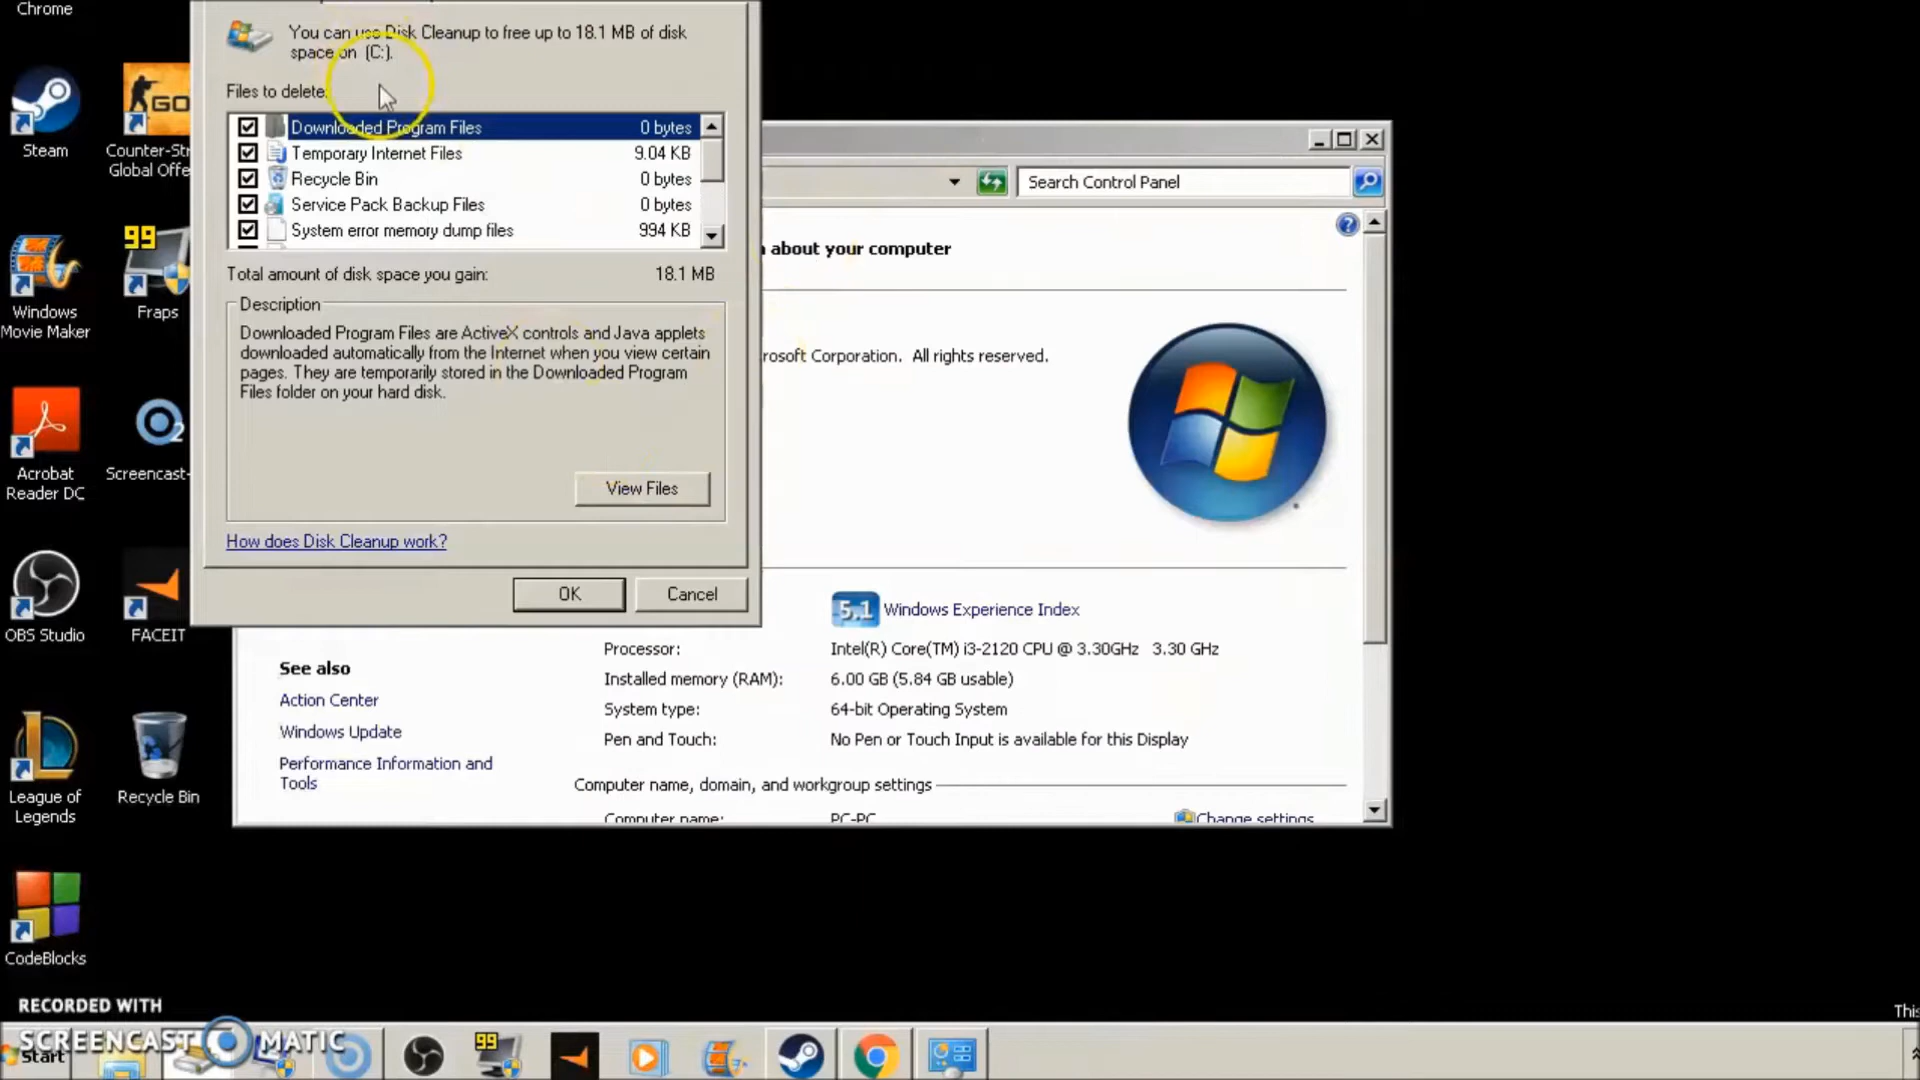 Chrome
Steam
Counter-Str
Global Offe
GO
Windows
Movie Maker
99
Fraps
Acrobat
Reader DC
Screencast-
OBS Studio
FACEIT
League of
Legends
Recycle Bin
CodeBlocks
You can use Disk Cleanup to free up to 18.1 MB of disk
space on (C:).
Files to delete:
Downloaded Program Files 0 bytes
Temporary Internet Files 9.04 KB
Recycle Bin 0 bytes
Service Pack Backup Files 0 bytes
System error memory dump files 994 KB
Total amount of disk space you gain: 18.1 MB
Description
Downloaded Program Files are ActiveX controls and Java applets
downloaded automatically from the Internet when you view certain
pages. They are temporarily stored in the Downloaded Program
Files folder on your hard disk.
View Files
How does Disk Cleanup work?
OK Cancel
Search Control Panel
about your computer
rosoft Corporation. All rights reserved.
5,1 Windows Experience Index
Processor: Intel(R) Core(TM) i3-2120 CPU @ 3.30GHz 3.30 GHz
Installed memory (RAM): 6.00 GB (5.84 GB usable)
System type: 64-bit Operating System
Pen and Touch: No Pen or Touch Input is available for this Display
Computer name, domain, and workgroup settings
Computer name: PC-PC Change settings
See also
Action Center
Windows Update
Performance Information and
Tools
This
RECORDED WITH
SCREENCAST MATIC
Start
99